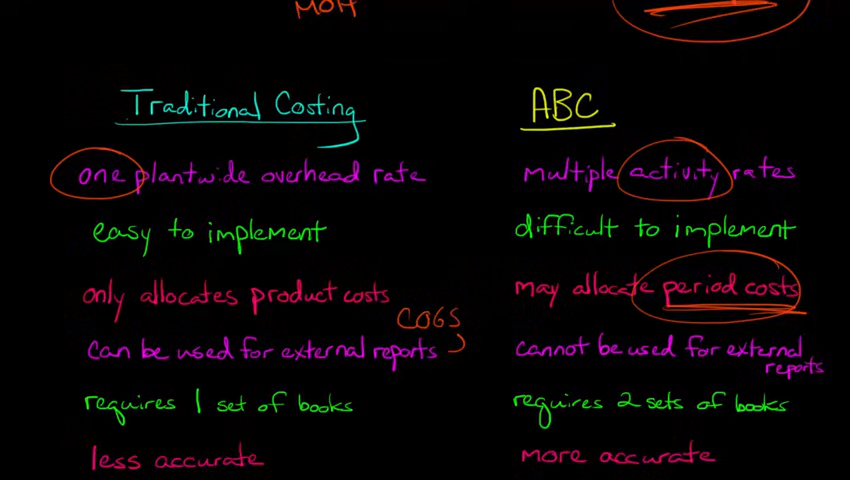 MOH
Traditional Costing
ABC
one plantwide overhead rate
multiple activity rates
easy to implement
difficult to implement
only allocates product costs
may allocate period costs
COGS
can be used for external reports
cannot be used for external
reports
requires 1 set of books
requires 2 sets of books
less accurate
more accurate